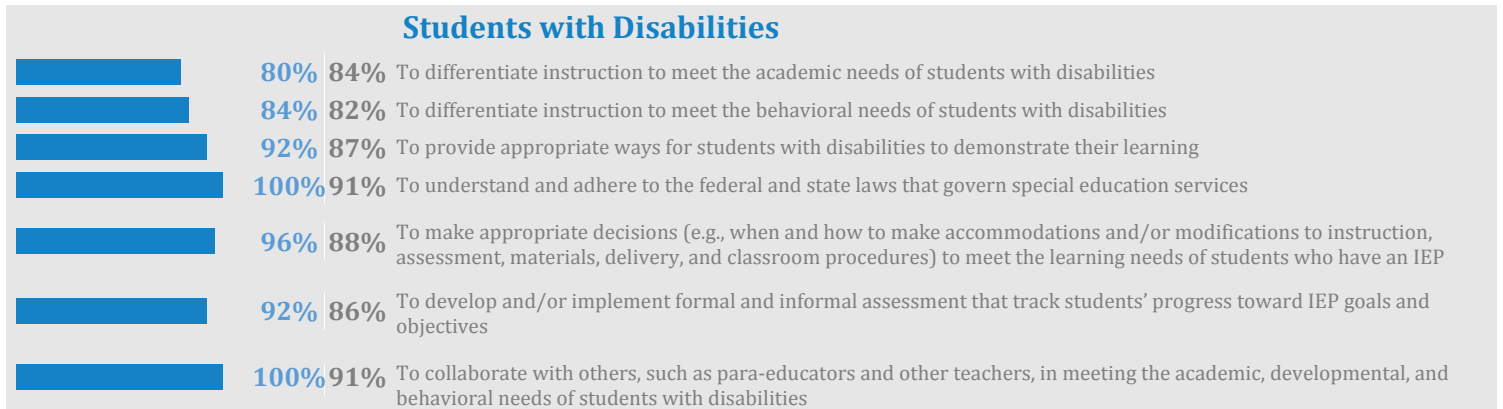 Students with Disabilities
80% 84% To differentiate instruction to meet the academic needs of students with disabilities
84% 82% To differentiate instruction to meet the behavioral needs of students with disabilities
92% 87% To provide appropriate ways for students with disabilities to demonstrate their learning
100% 91% To understand and adhere to the federal and state laws that govern special education services
96% 88% To make appropriate decisions (e.g., when and how to make accommodations and/or modifications to instruction,
assessment, materials, delivery, and classroom procedures) to meet the learning needs of students who have an IEP
92% 86% To develop and/or implement formal and informal assessment that track students’ progress toward IEP goals and
objectives
100% 91% To collaborate with others, such as para-educators and other teachers, in meeting the academic, developmental, and
behavioral needs of students with disabilities